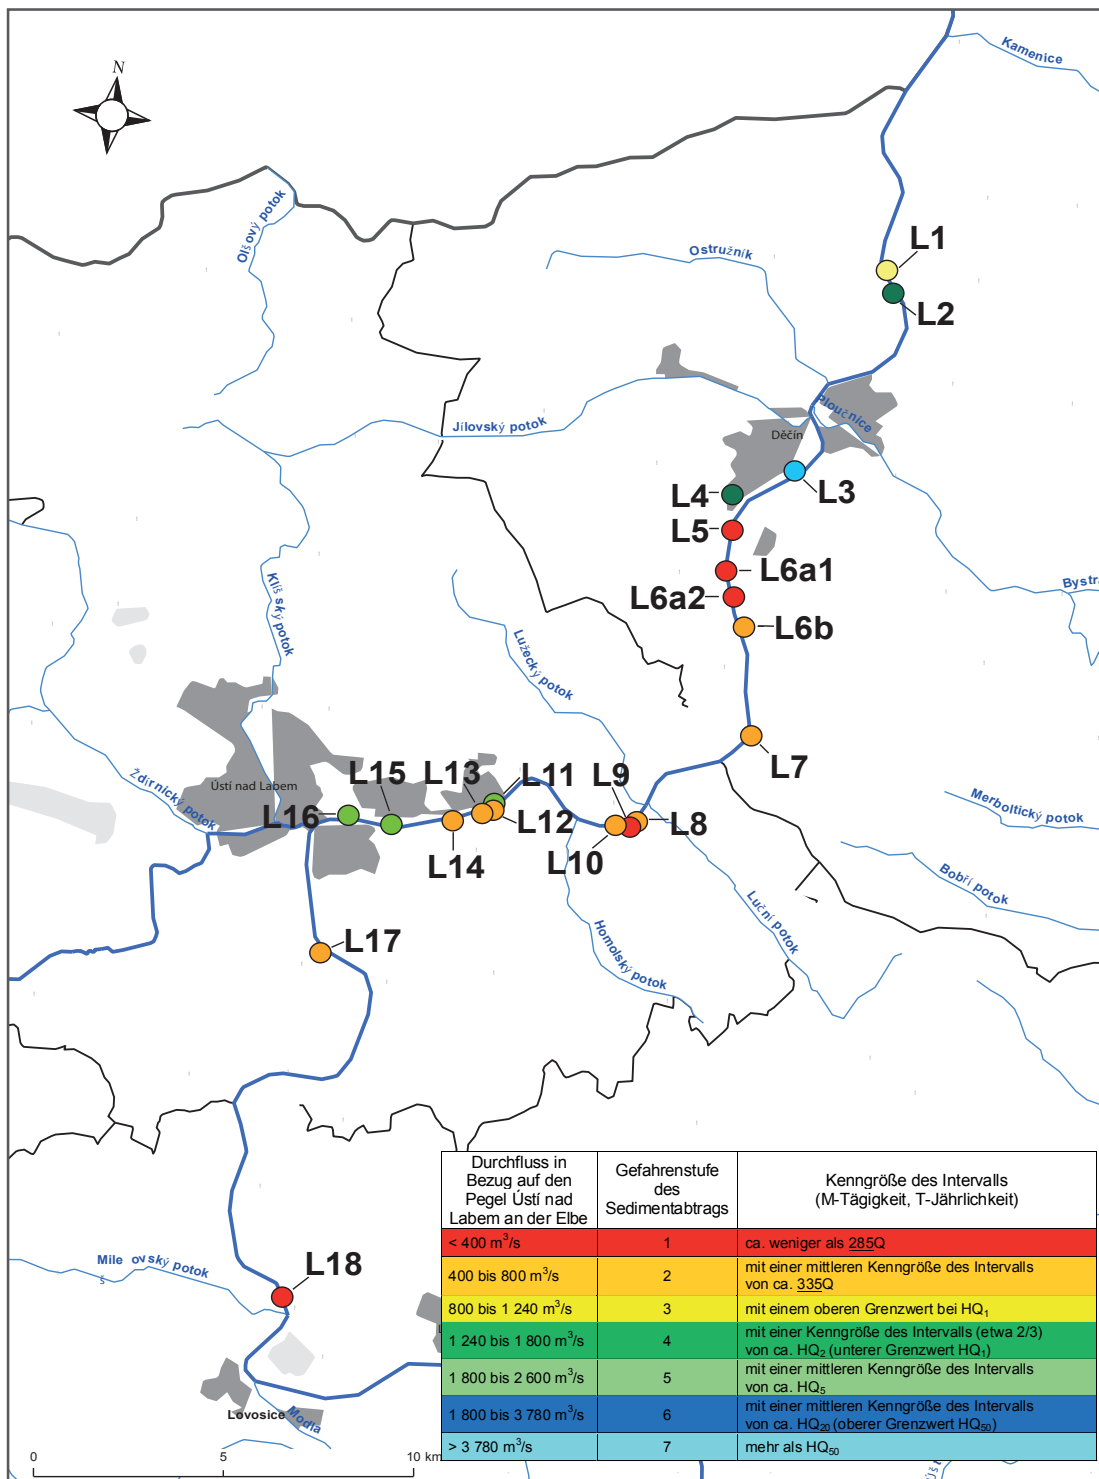 N
Kamenice
Olšový potok
Ostružník
L1
L2
Jílovský potok
Ploučnice
Děčín
L3
L4
L5
L6a1
L6a2
L6b
Bystr
Klíšský potok
Lužecký potok
L7
Ždírnický potok
Ústí nad Labem
L16
L15
L13
L11
L12
L14
L9
L10
L8
Merboltický potok
Bobří potok
Luční potok
Homolský potok
L17
Mile ovský potok
š
L18
Lovosice
Modla
0 5 10 km
Durchfluss in
Bezug auf den
Pegel Ústí nad
Labem an der Elbe
Gefahrenstufe
des
Sedimentabtrags
Kenngröße des Intervalls
(M-Tägigkeit, T-Jährlichkeit)
< 400 m³/s 1 ca. weniger als 285Q
400 bis 800 m³/s 2 mit einer mittleren Kenngröße des Intervalls
von ca. 335Q
800 bis 1 240 m³/s 3 mit einem oberen Grenzwert bei HQ₁
1 240 bis 1 800 m³/s 4 mit einer Kenngröße des Intervalls (etwa 2/3)
von ca. HQ₂ (unterer Grenzwert HQ₁)
1 800 bis 2 600 m³/s 5 mit einer mittleren Kenngröße des Intervalls
von ca. HQ₅
1 800 bis 3 780 m³/s 6 mit einer mittleren Kenngröße des Intervalls
von ca. HQ₂₀ (oberer Grenzwert HQ₅₀)
> 3 780 m³/s 7 mehr als HQ₅₀